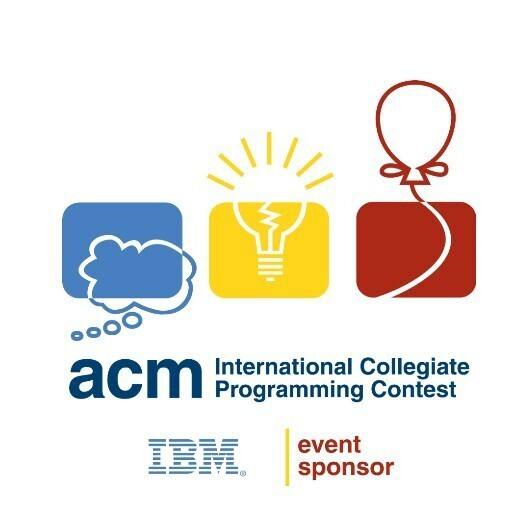 acm International Collegiate
Programming Contest
IBM®
event
sponsor